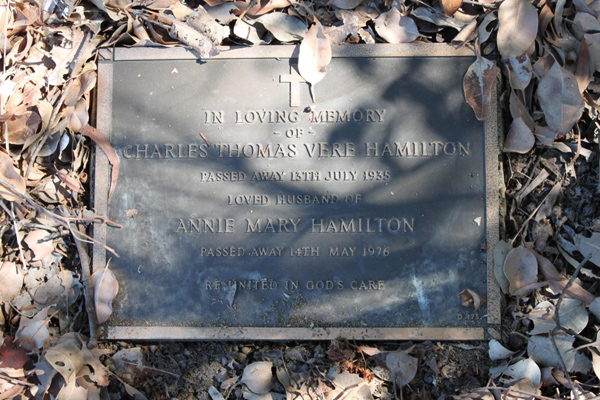 IN LOVING MEMORY
- OF -
CHARLES THOMAS VERE HAMILTON
PASSED AWAY 13TH JULY 1935
LOVED HUSBAND OF
ANNIE MARY HAMILTON
PASSED AWAY 14TH MAY 1976
RE-UNITED IN GOD'S CARE